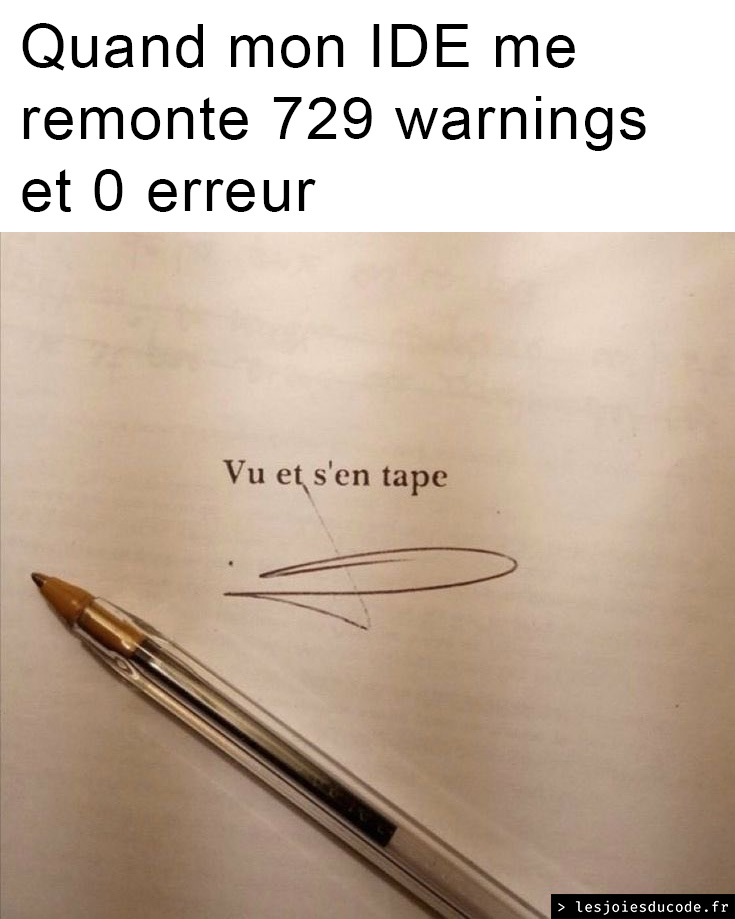 Quand mon IDE me
remonte 729 warnings
et 0 erreur
Vu et s'en tape
> lesjoiesducode.fr